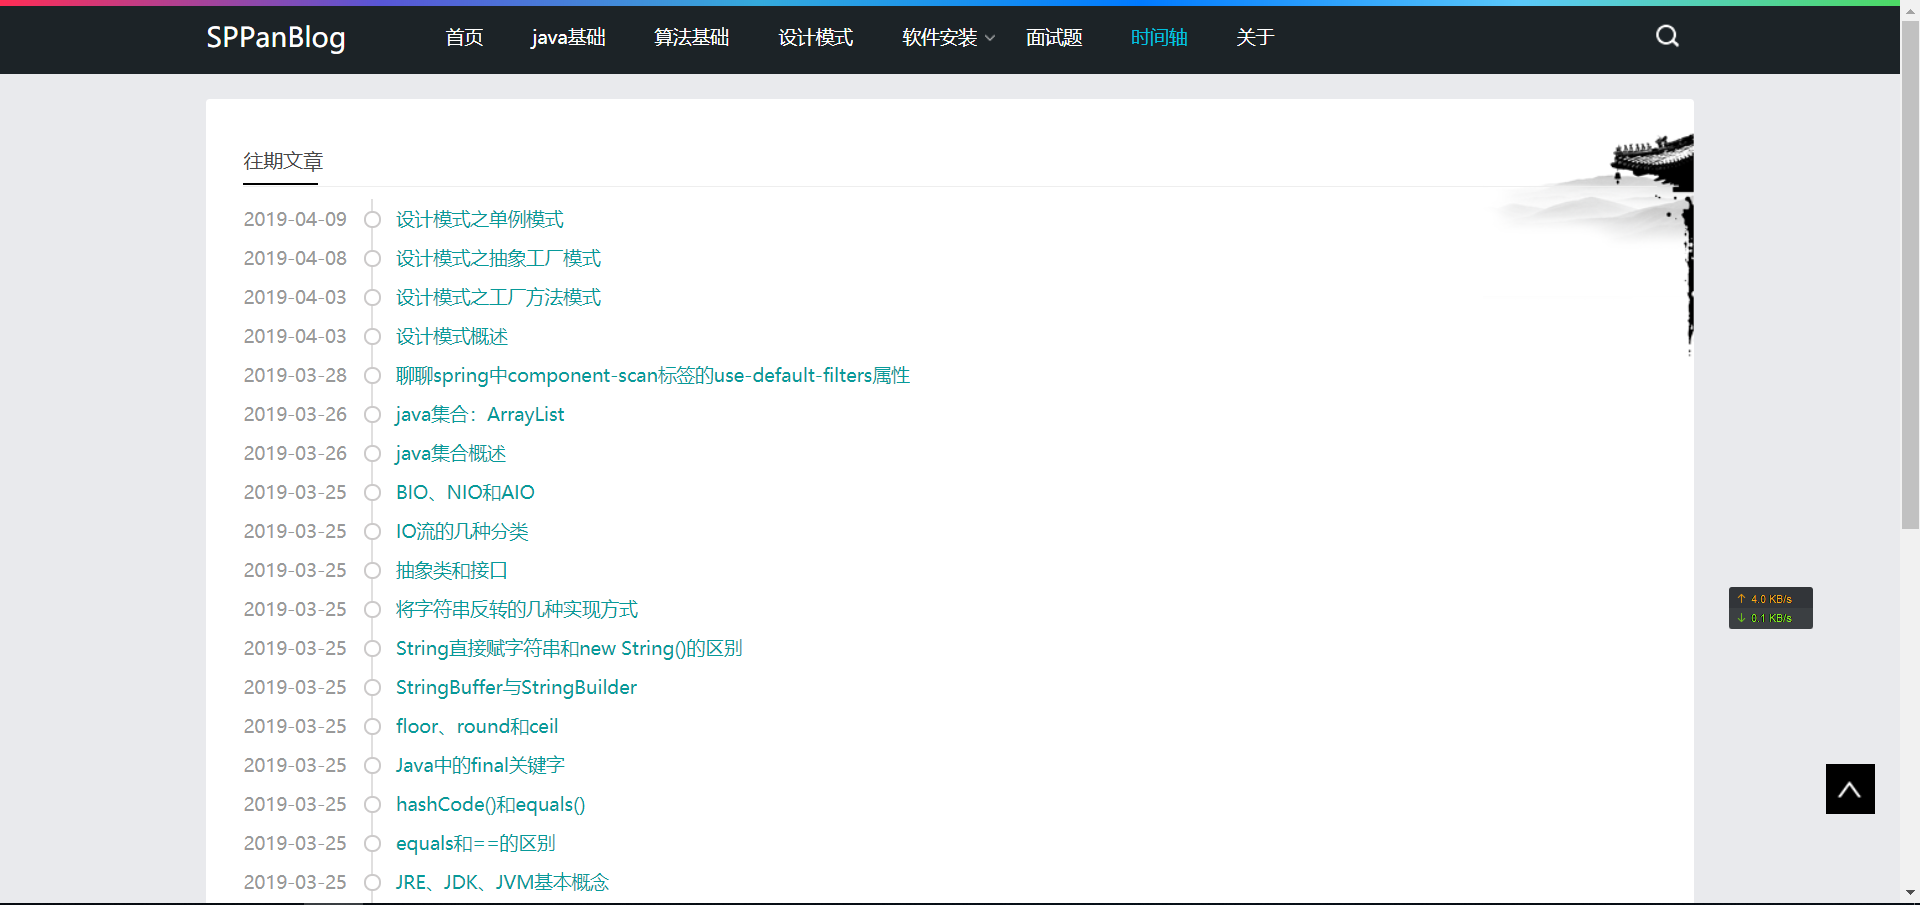 SPPanBlog 首页 java基础 算法基础 设计模式 软件安装 面试题 时间轴 关于
往期文章
2019-04-09 设计模式之单例模式
2019-04-08 设计模式之抽象工厂模式
2019-04-03 设计模式之工厂方法模式
2019-04-03 设计模式概述
2019-03-28 聊聊spring中component-scan标签的use-default-filters属性
2019-03-26 java集合：ArrayList
2019-03-26 java集合概述
2019-03-25 BIO、NIO和AIO
2019-03-25 IO流的几种分类
2019-03-25 抽象类和接口
2019-03-25 将字符串反转的几种实现方式
2019-03-25 String直接赋字符串和new String()的区别
2019-03-25 StringBuffer与StringBuilder
2019-03-25 floor、round和ceil
2019-03-25 Java中的final关键字
2019-03-25 hashCode()和equals()
2019-03-25 equals和==的区别
2019-03-25 JRE、JDK、JVM基本概念
↑ 4.0 KB/s
↓ 0.1 KB/s